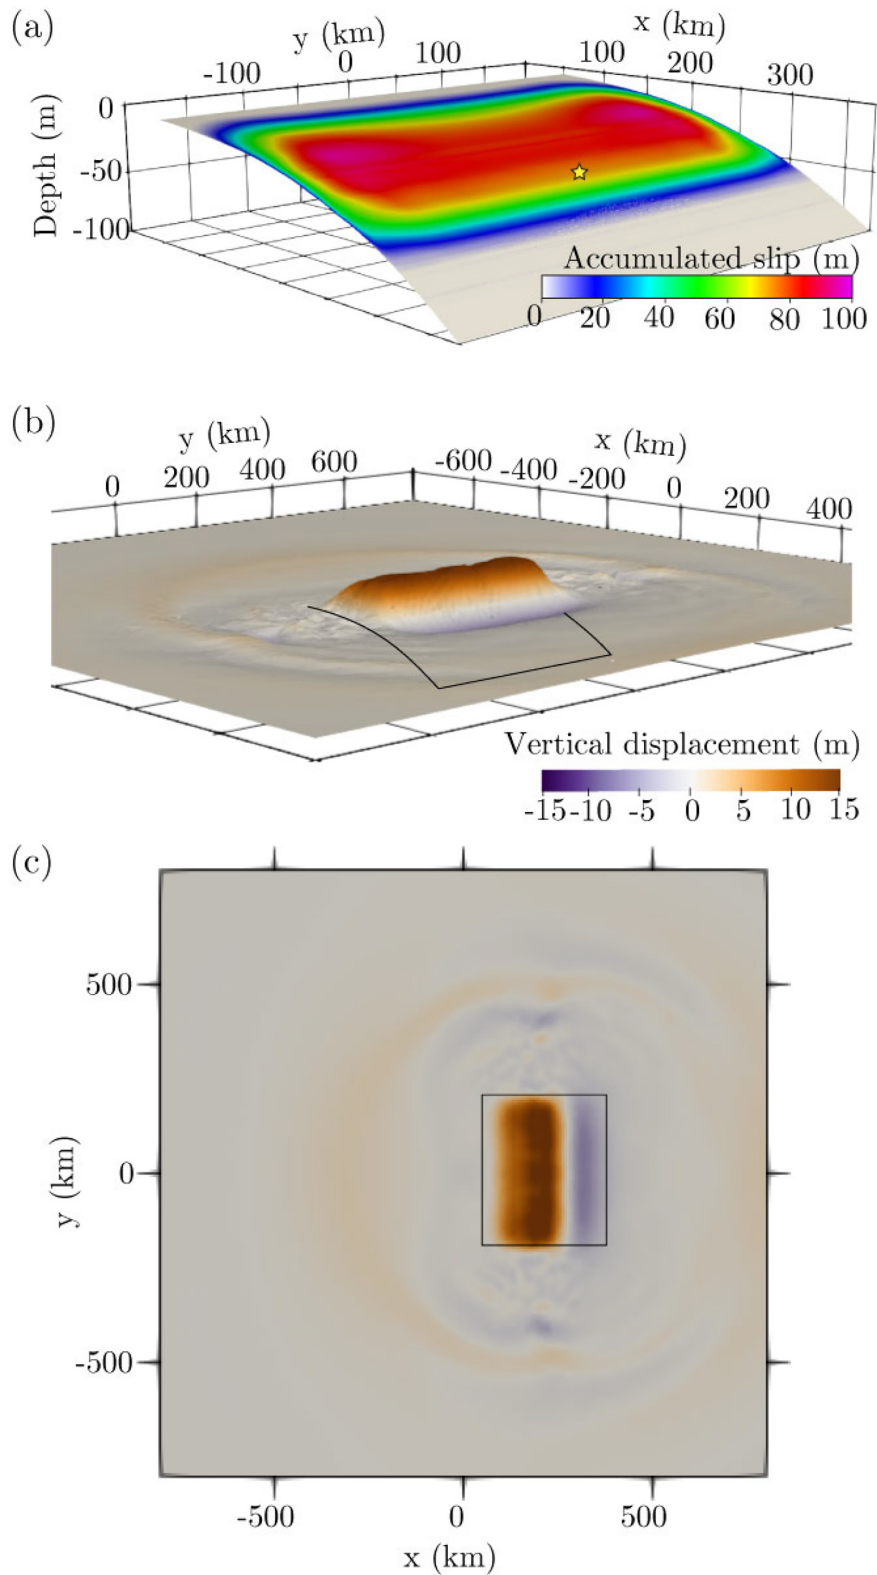 (a)
y (km)
x (km)
-100 0 100
100 200 300
Depth (m)
0
-50
-100
Accumulated slip (m)
0 20 40 60 80 100
(b)
y (km)
x (km)
0 200 400 600
-600 -400 -200 0 200 400
Vertical displacement (m)
-15 -10 -5 0 5 10 15
(c)
y (km)
500
0
-500
-500 0 500
x (km)